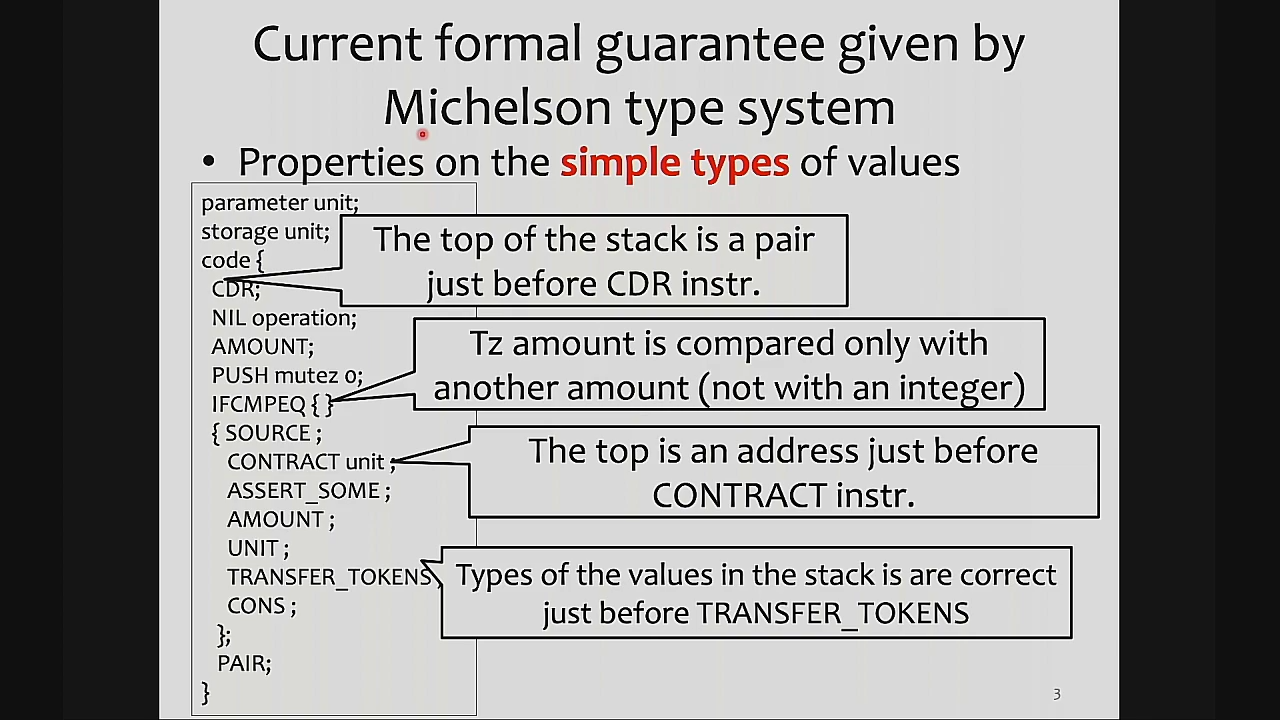 Current formal guarantee given by
Michelson type system
• Properties on the simple types of values
parameter unit;
storage unit;
code {
CDR;
NIL operation;
AMOUNT;
PUSH mutez 0;
IFCMPEQ { }
{ SOURCE ;
CONTRACT unit ;
ASSERT_SOME ;
AMOUNT ;
UNIT ;
TRANSFER_TOKENS ;
CONS ;
};
PAIR;
}
The top of the stack is a pair
just before CDR instr.
Tz amount is compared only with
another amount (not with an integer)
The top is an address just before
CONTRACT instr.
Types of the values in the stack is are correct
just before TRANSFER_TOKENS
3